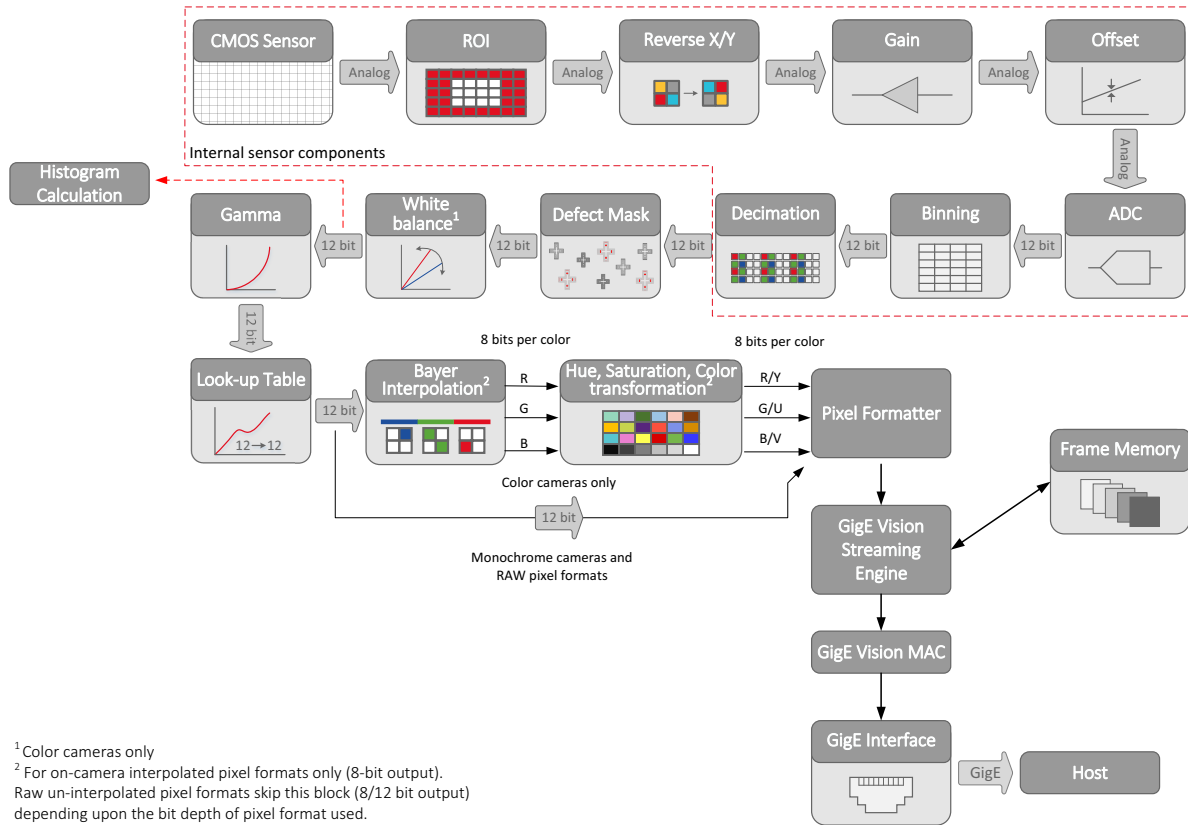 CMOS Sensor
Analog
ROI
Analog
Reverse X/Y
Analog
Gain
Analog
Offset
Internal sensor components
Analog
Histogram
Calculation
Gamma
12 bit
White
balance1
12 bit
Defect Mask
12 bit
Decimation
12 bit
Binning
12 bit
ADC
12 bit
8 bits per color
8 bits per color
Look-up Table
12→12
12 bit
Bayer
Interpolation2
R
G
B
Hue, Saturation, Color
transformation2
R/Y
G/U
B/V
Pixel Formatter
Frame Memory
Color cameras only
12 bit
Monochrome cameras and
RAW pixel formats
GigE Vision
Streaming
Engine
GigE Vision MAC
GigE Interface
GigE
Host
1 Color cameras only
2 For on-camera interpolated pixel formats only (8-bit output).
Raw un-interpolated pixel formats skip this block (8/12 bit output)
depending upon the bit depth of pixel format used.